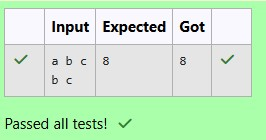 Input Expected Got
a b c 8 8
b c
Passed all tests!